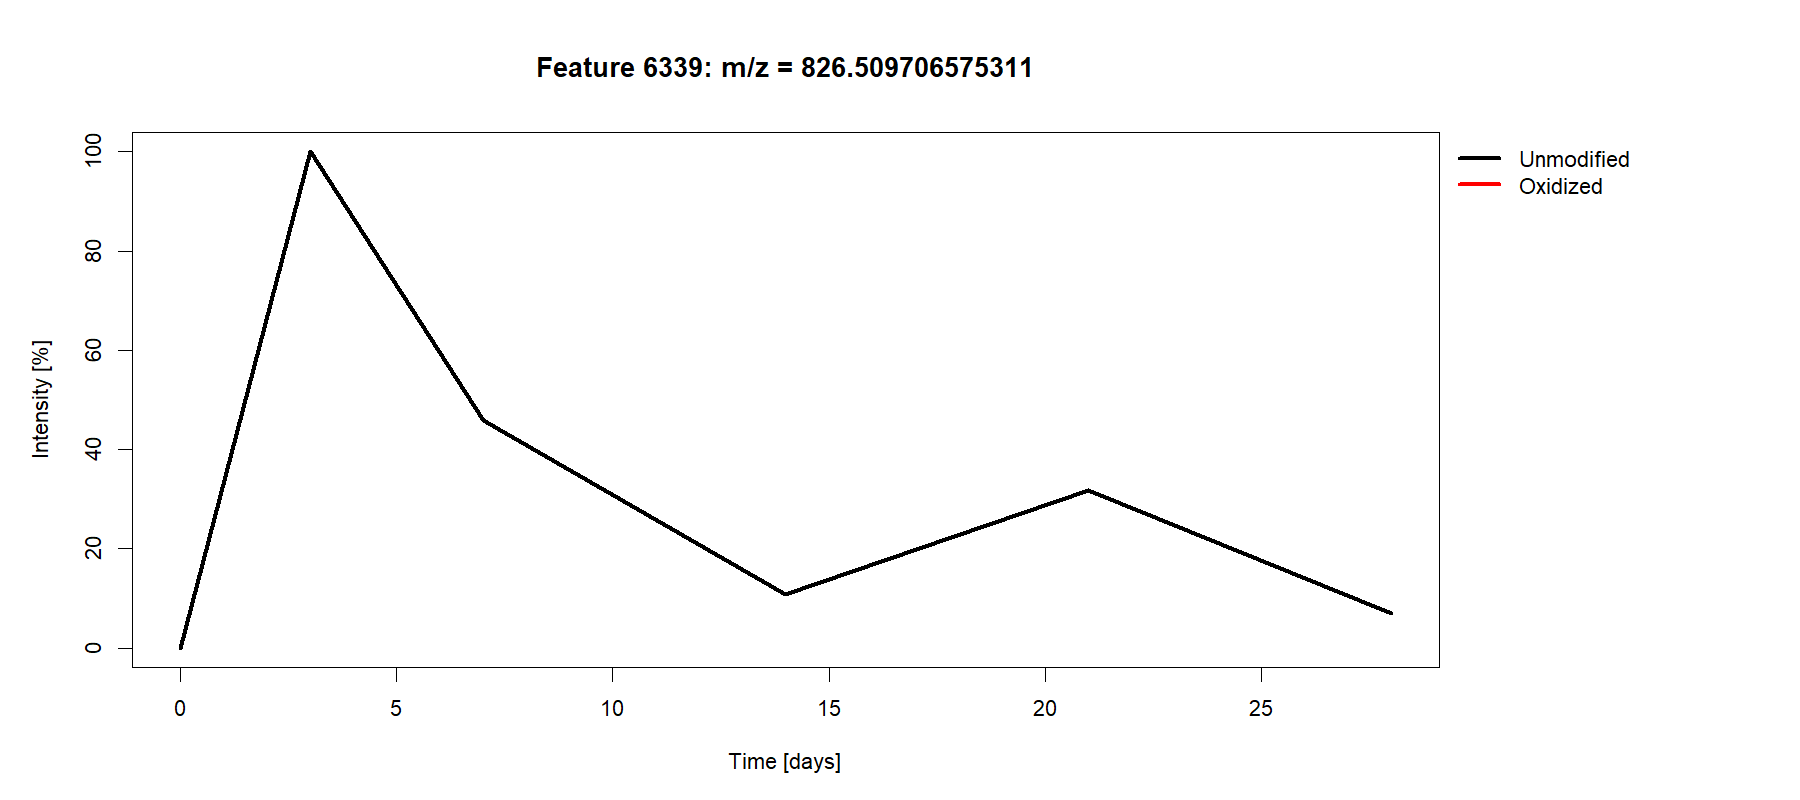 Feature 6339: m/z = 826.509706575311
Unmodified
Oxidized
Intensity [%]
100
80
60
40
20
0
0 5 10 15 20 25
Time [days]